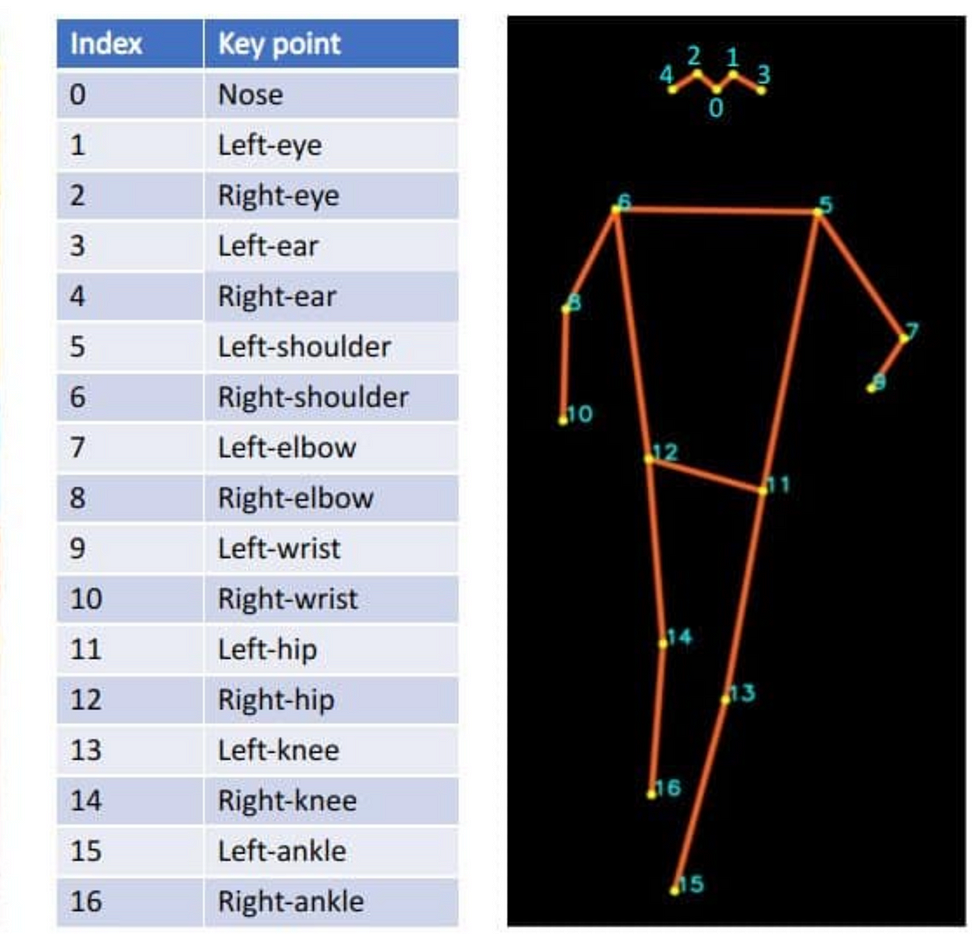 Index Key point
0 Nose
1 Left-eye
2 Right-eye
3 Left-ear
4 Right-ear
5 Left-shoulder
6 Right-shoulder
7 Left-elbow
8 Right-elbow
9 Left-wrist
10 Right-wrist
11 Left-hip
12 Right-hip
13 Left-knee
14 Right-knee
15 Left-ankle
16 Right-ankle
2 1
4 3
0
6 5
8
7
9
10
12
11
14
13
16
15